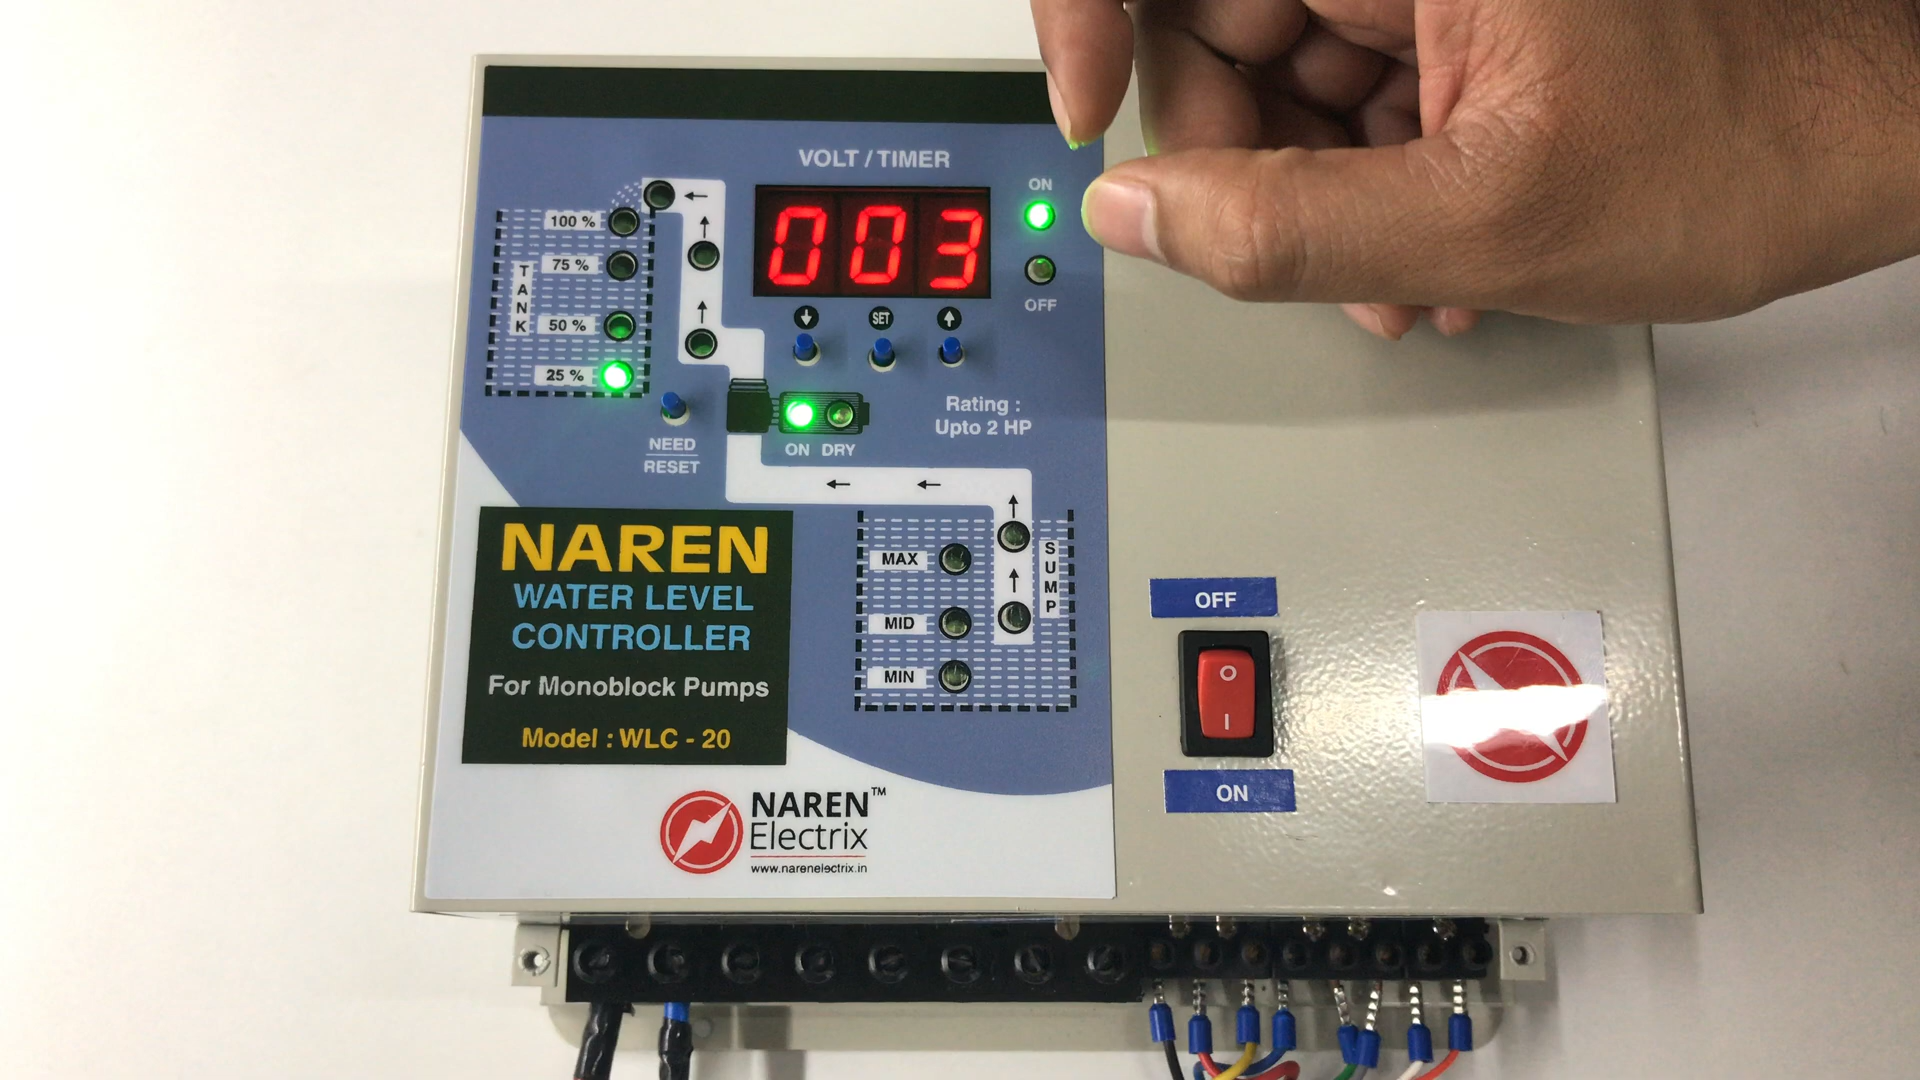 VOLT / TIMER
003
ON
OFF
SET
100 %
75 %
50 %
25 %
TANK
NEED
RESET
ON DRY
Rating :
Upto 2 HP
MAX
MID
MIN
SUMP
NAREN
WATER LEVEL
CONTROLLER
For Monoblock Pumps
Model : WLC - 20
NAREN™
Electrix
www.narenelectrix.in
OFF
O
I
ON